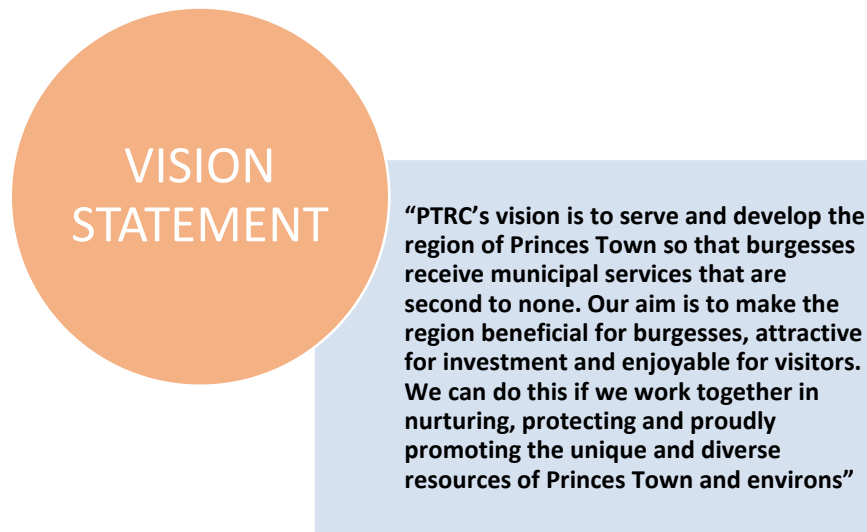 VISION
STATEMENT
“PTRC’s vision is to serve and develop the
region of Princes Town so that burgesses
receive municipal services that are
second to none. Our aim is to make the
region beneficial for burgesses, attractive
for investment and enjoyable for visitors.
We can do this if we work together in
nurturing, protecting and proudly
promoting the unique and diverse
resources of Princes Town and environs”